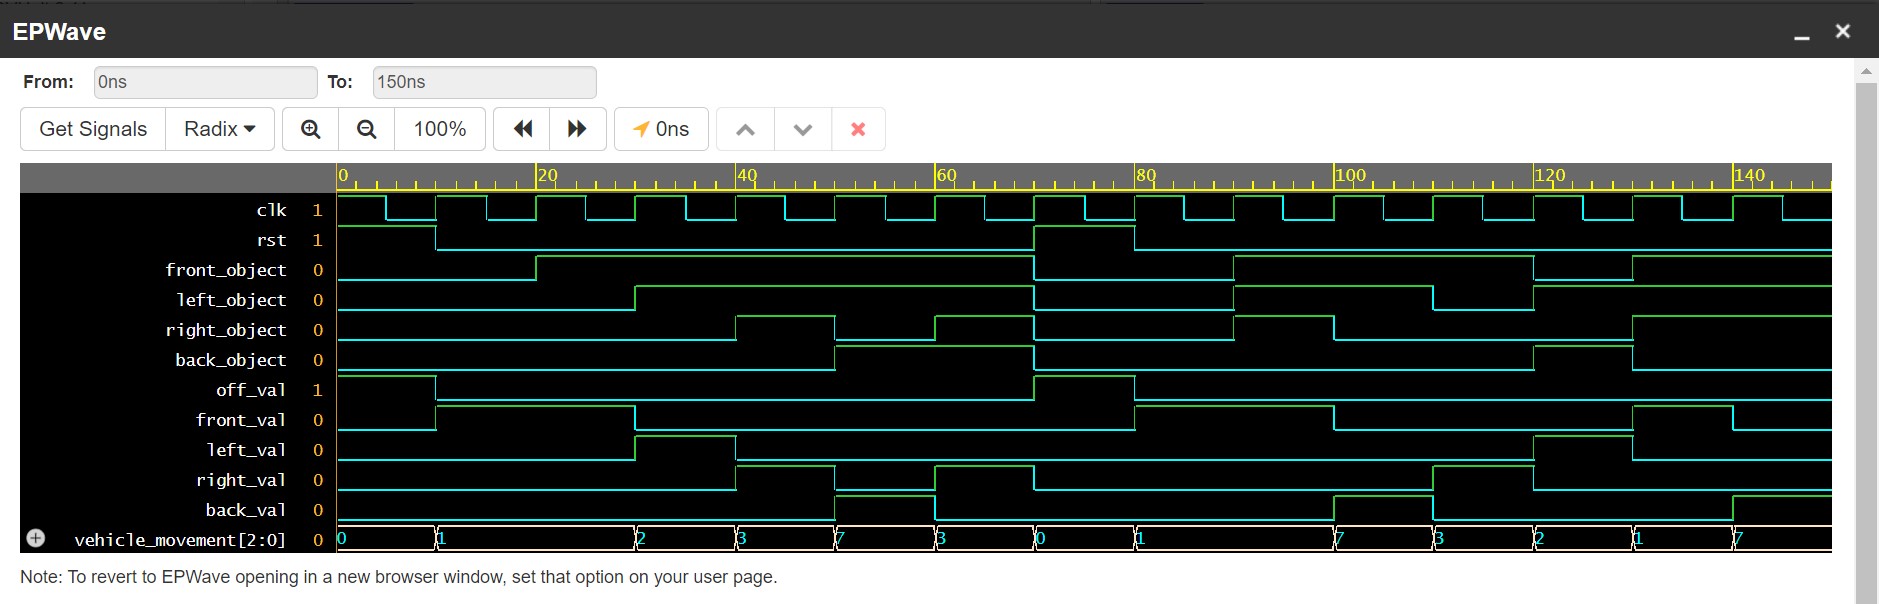 EPWave
From: 0ns To: 150ns
Get Signals Radix 100% 0ns
0 20 40 60 80 100 120 140
clk 1
rst 1
front_object 0
left_object 0
right_object 0
back_object 0
off_val 1
front_val 0
left_val 0
right_val 0
back_val 0
vehicle_movement[2:0] 0 0 1 2 3 7 3 0 1 7 3 2 1 7
Note: To revert to EPWave opening in a new browser window, set that option on your user page.